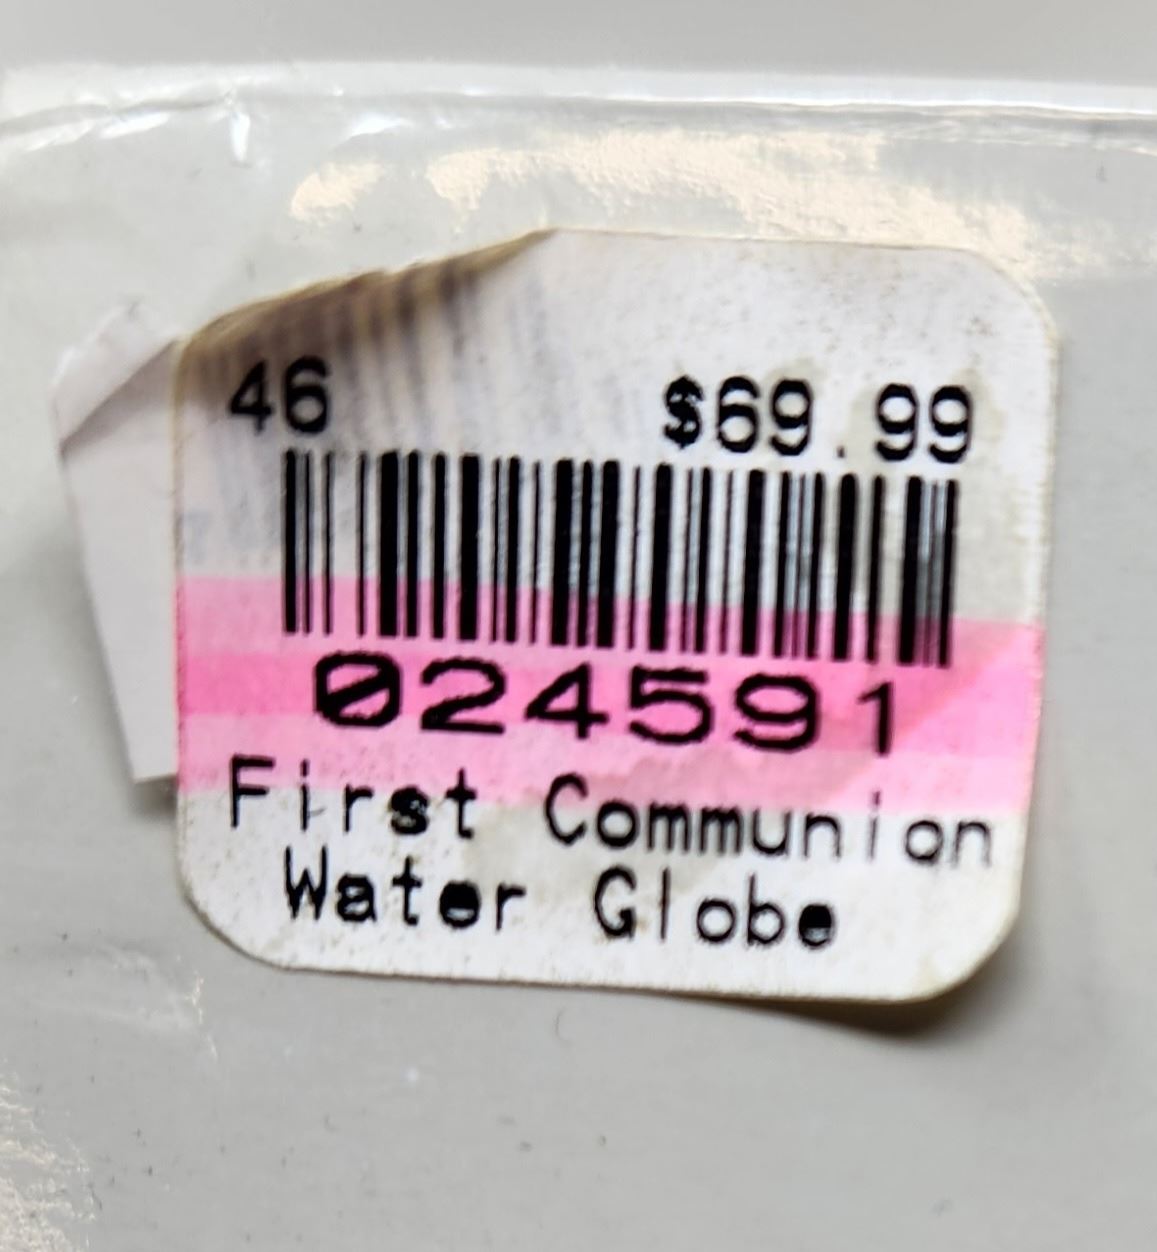 46 $69.99
024591
First Communion
Water Globe